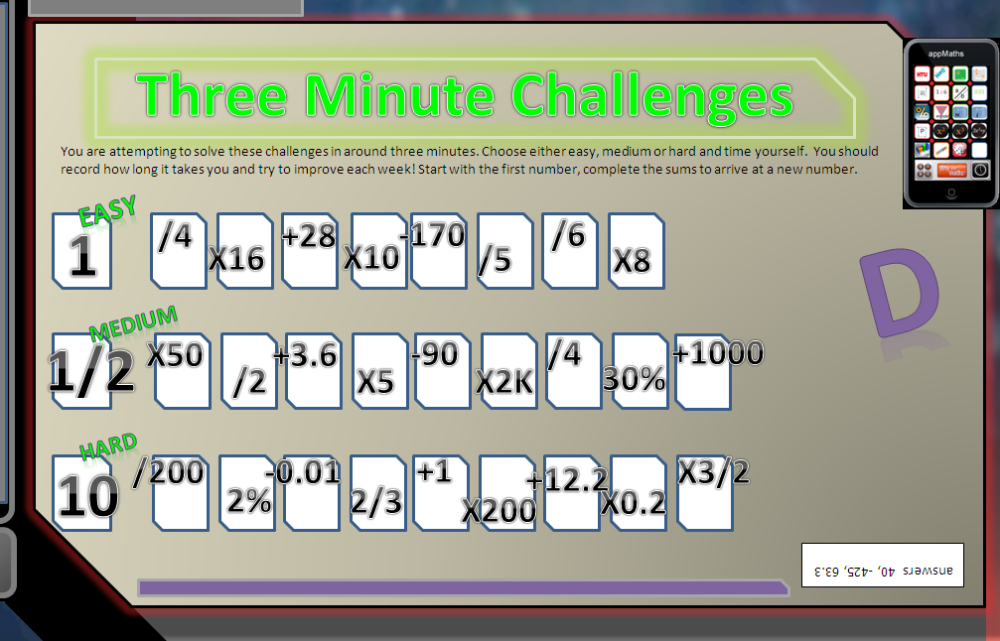 appMaths
Three Minute Challenges
You are attempting to solve these challenges in around three minutes. Choose either easy, medium or hard and time yourself. You should
record how long it takes you and try to improve each week! Start with the first number, complete the sums to arrive at a new number.
EASY
1 /4 X16 +28 X10 -170 /5 /6 X8
D
MEDIUM
1/2 X50 /2 +3.6 X5 -90 X2K /4 30% +1000
HARD
10 /200 2% -0.01 2/3 +1 X200 +12.2 X0.2 X3/2
answers 40, -425, 63.3